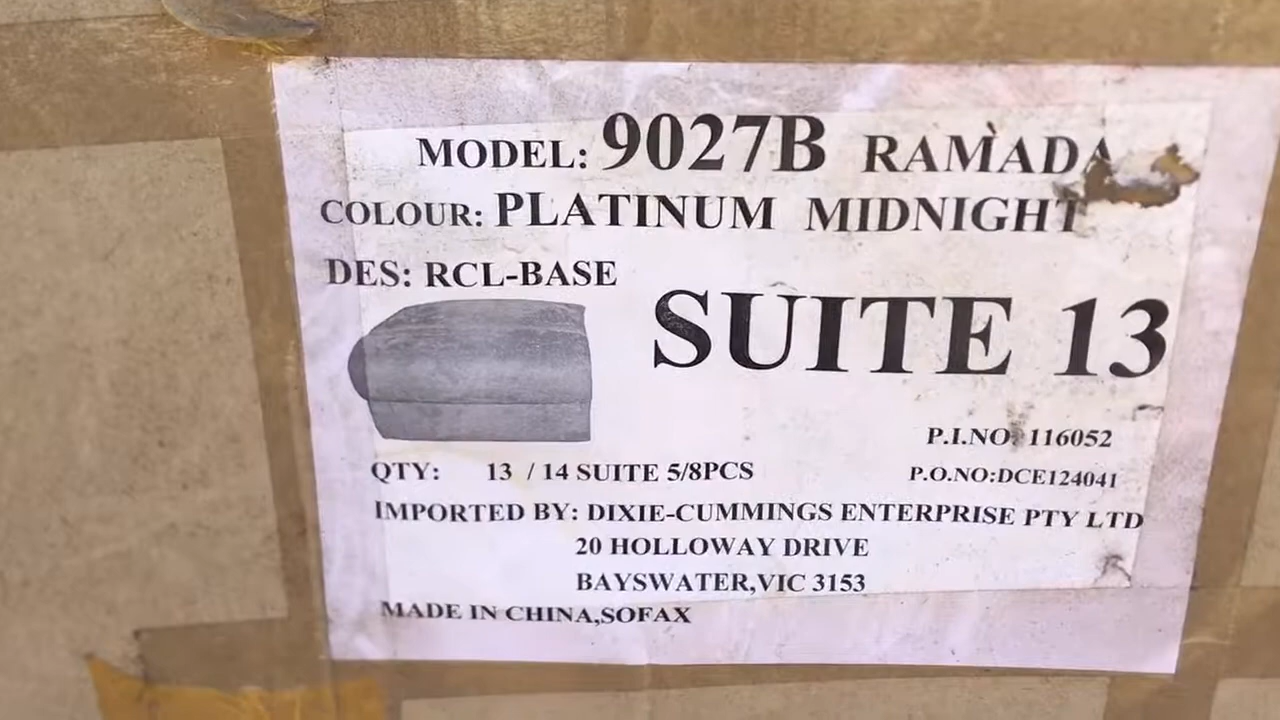 MODEL: 9027B RAMADA
COLOUR: PLATINUM MIDNIGHT
DES: RCL-BASE
SUITE 13
P.I.NO: 116052
QTY: 13 / 14 SUITE 5/8PCS
P.O.NO:DCE124041
IMPORTED BY: DIXIE-CUMMINGS ENTERPRISE PTY LTD
20 HOLLOWAY DRIVE
BAYSWATER,VIC 3153
MADE IN CHINA,SOFAX